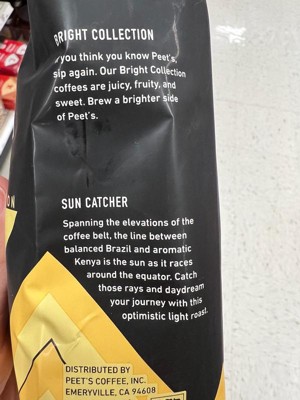 BRIGHT COLLECTION
you think you know Peet's,
sip again. Our Bright Collection
coffees are juicy, fruity, and
sweet. Brew a brighter side
of Peet's.
ON
SUN CATCHER
Spanning the elevations of the
coffee belt, the line between
balanced Brazil and aromatic
Kenya is the sun as it races
around the equator. Catch
those rays and daydream
your journey with this
optimistic light roast.
DISTRIBUTED BY
PEET'S COFFEE, INC.
EMERYVILLE, CA 94608